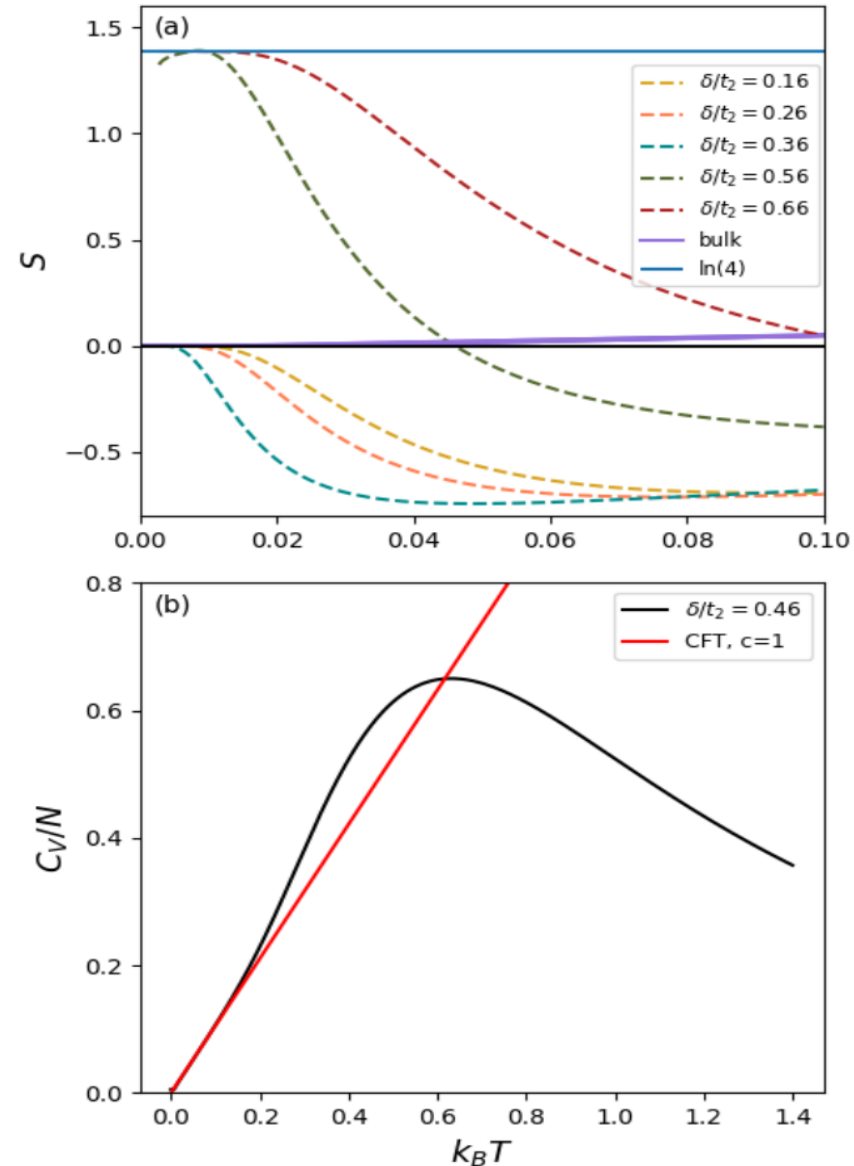 (a)
1.5
1.0
0.5
0.0
−0.5
S
δ/t₂ = 0.16
δ/t₂ = 0.26
δ/t₂ = 0.36
δ/t₂ = 0.56
δ/t₂ = 0.66
bulk
ln(4)
0.00 0.02 0.04 0.06 0.08 0.10
(b)
0.8
0.6
0.4
0.2
0.0
C_V/N
δ/t₂ = 0.46
CFT, c=1
0.0 0.2 0.4 0.6 0.8 1.0 1.2 1.4
k_BT